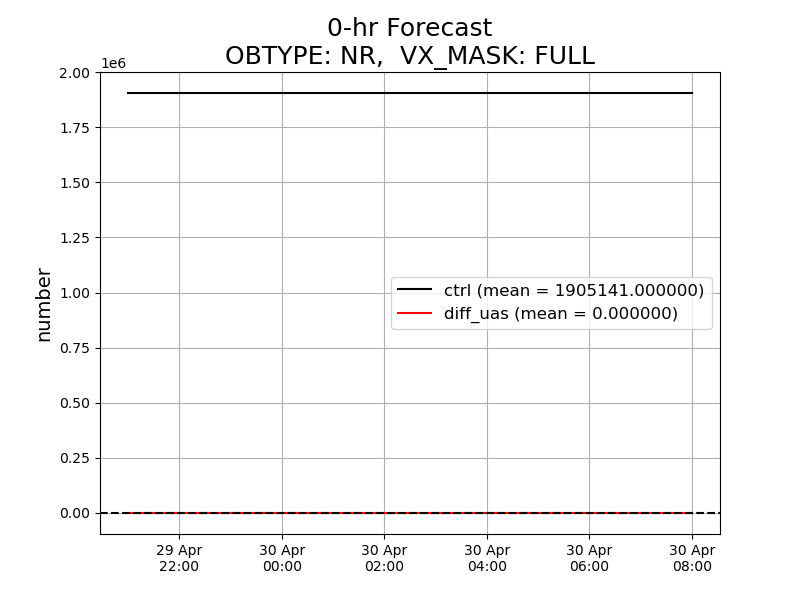 0-hr Forecast
OBTYPE: NR,  VX_MASK: FULL
1e6
2.00
1.75
1.50
1.25
1.00
0.75
0.50
0.25
0.00
number
ctrl (mean = 1905141.000000)
diff_uas (mean = 0.000000)
29 Apr
22:00
30 Apr
00:00
30 Apr
02:00
30 Apr
04:00
30 Apr
06:00
30 Apr
08:00